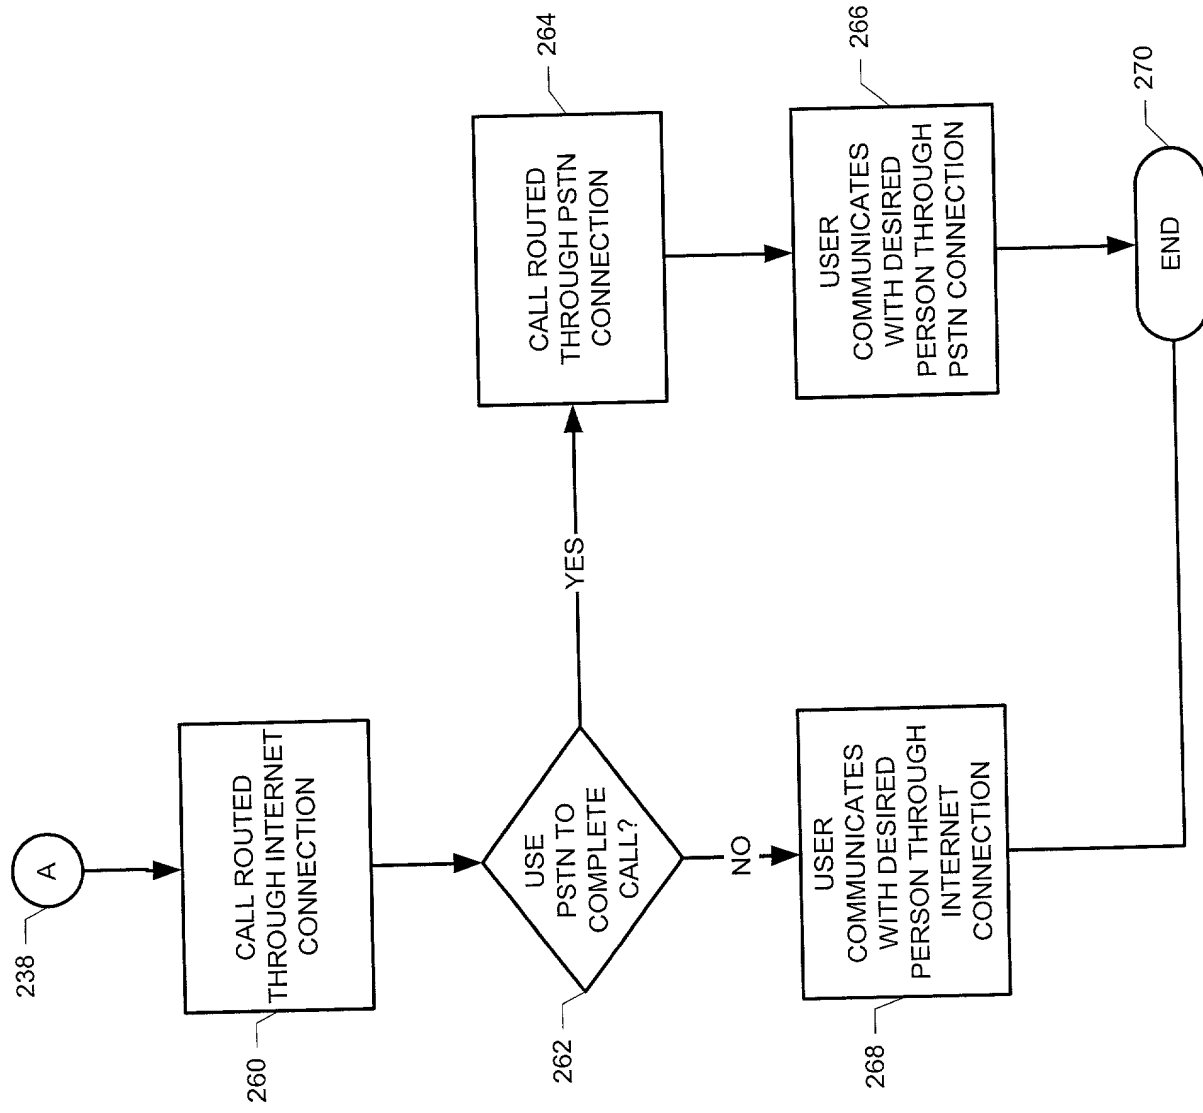 238
A
260
CALL ROUTED
THROUGH INTERNET
CONNECTION
262
USE
PSTN TO
COMPLETE
CALL?
YES
264
CALL ROUTED
THROUGH PSTN
CONNECTION
266
USER
COMMUNICATES
WITH DESIRED
PERSON THROUGH
PSTN CONNECTION
NO
268
USER
COMMUNICATES
WITH DESIRED
PERSON THROUGH
INTERNET
CONNECTION
270
END